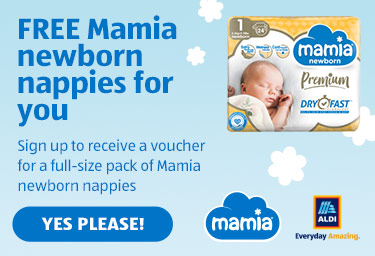 FREE Mamia
newborn
nappies for
you
Sign up to receive a voucher
for a full-size pack of Mamia
newborn nappies
YES PLEASE!
1
24
mamia
newborn
Premium
DRY FAST
mamia
ALDI
Everyday Amazing.